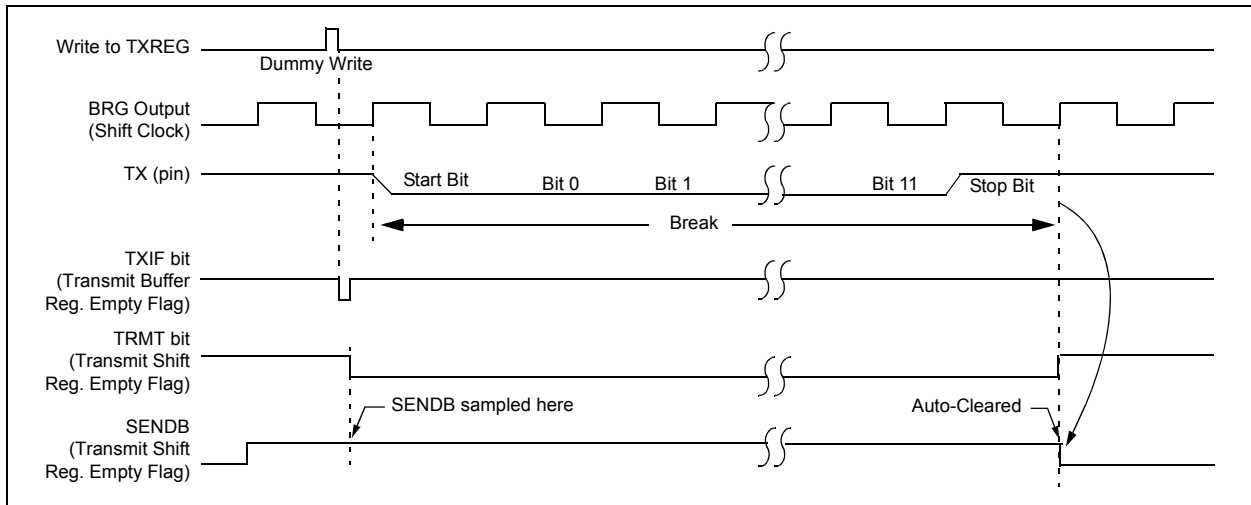 Write to TXREG
Dummy Write
BRG Output
(Shift Clock)
TX (pin)
Start Bit
Bit 0
Bit 1
Bit 11
Stop Bit
Break
TXIF bit
(Transmit Buffer
Reg. Empty Flag)
TRMT bit
(Transmit Shift
Reg. Empty Flag)
SENDB sampled here
Auto-Cleared
SENDB
(Transmit Shift
Reg. Empty Flag)